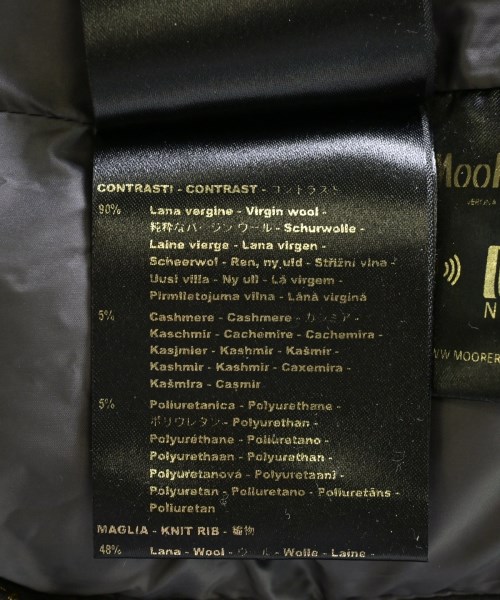 CONTRASTI - CONTRAST - コントラスト
90% Lana vergine - Virgin wool -
純粋なバージン ウール - Schurwolle -
Laine vierge - Lana virgen -
Scheerwol - Ren, ny uld - Střižní vlna -
Uusi villa - Ny ull - Lã virgem -
Pirmlietojuma vilna - Lână virgină
5% Cashmere - Cashmere - カシミア -
Kaschmir - Cachemire - Cachemira -
Kasjmier - Kashmir - Kašmír -
Kashmir - Kashmir - Caxemira -
Kašmira - Cașmir
5% Poliuretanica - Polyurethane -
ポリウレタン - Polyurethan -
Polyuréthane - Poliuretano -
Polyurethaan - Polyurethan -
Polyuretanová - Polyuretaani -
Polyuretan - Poliuretano - Poliuretāns -
Poliuretan
MAGLIA - KNIT RIB - 編物
48% Lana - Wool - ウール - Wolle - Laine -
Moor
N
WW MOORER